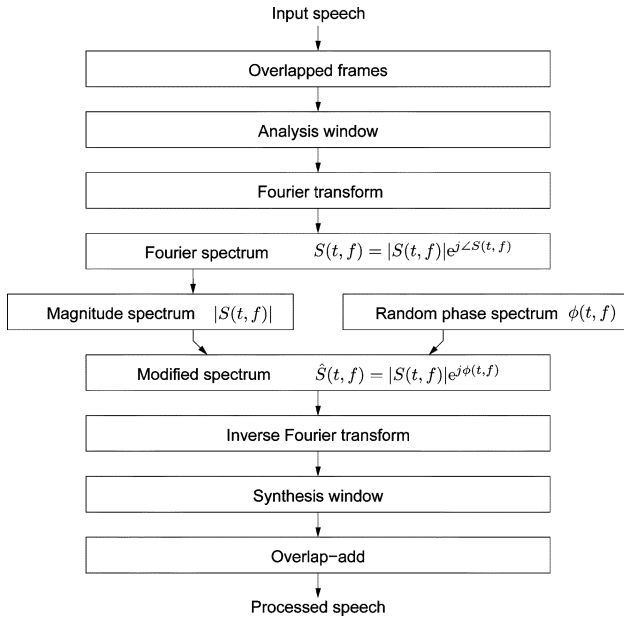 Input speech
Overlapped frames
Analysis window
Fourier transform
Fourier spectrum S(t, f) = |S(t, f)|e^{j∠S(t, f)}
Magnitude spectrum |S(t, f)|
Random phase spectrum ϕ(t, f)
Modified spectrum Ŝ(t, f) = |S(t, f)|e^{jϕ(t,f)}
Inverse Fourier transform
Synthesis window
Overlap−add
Processed speech